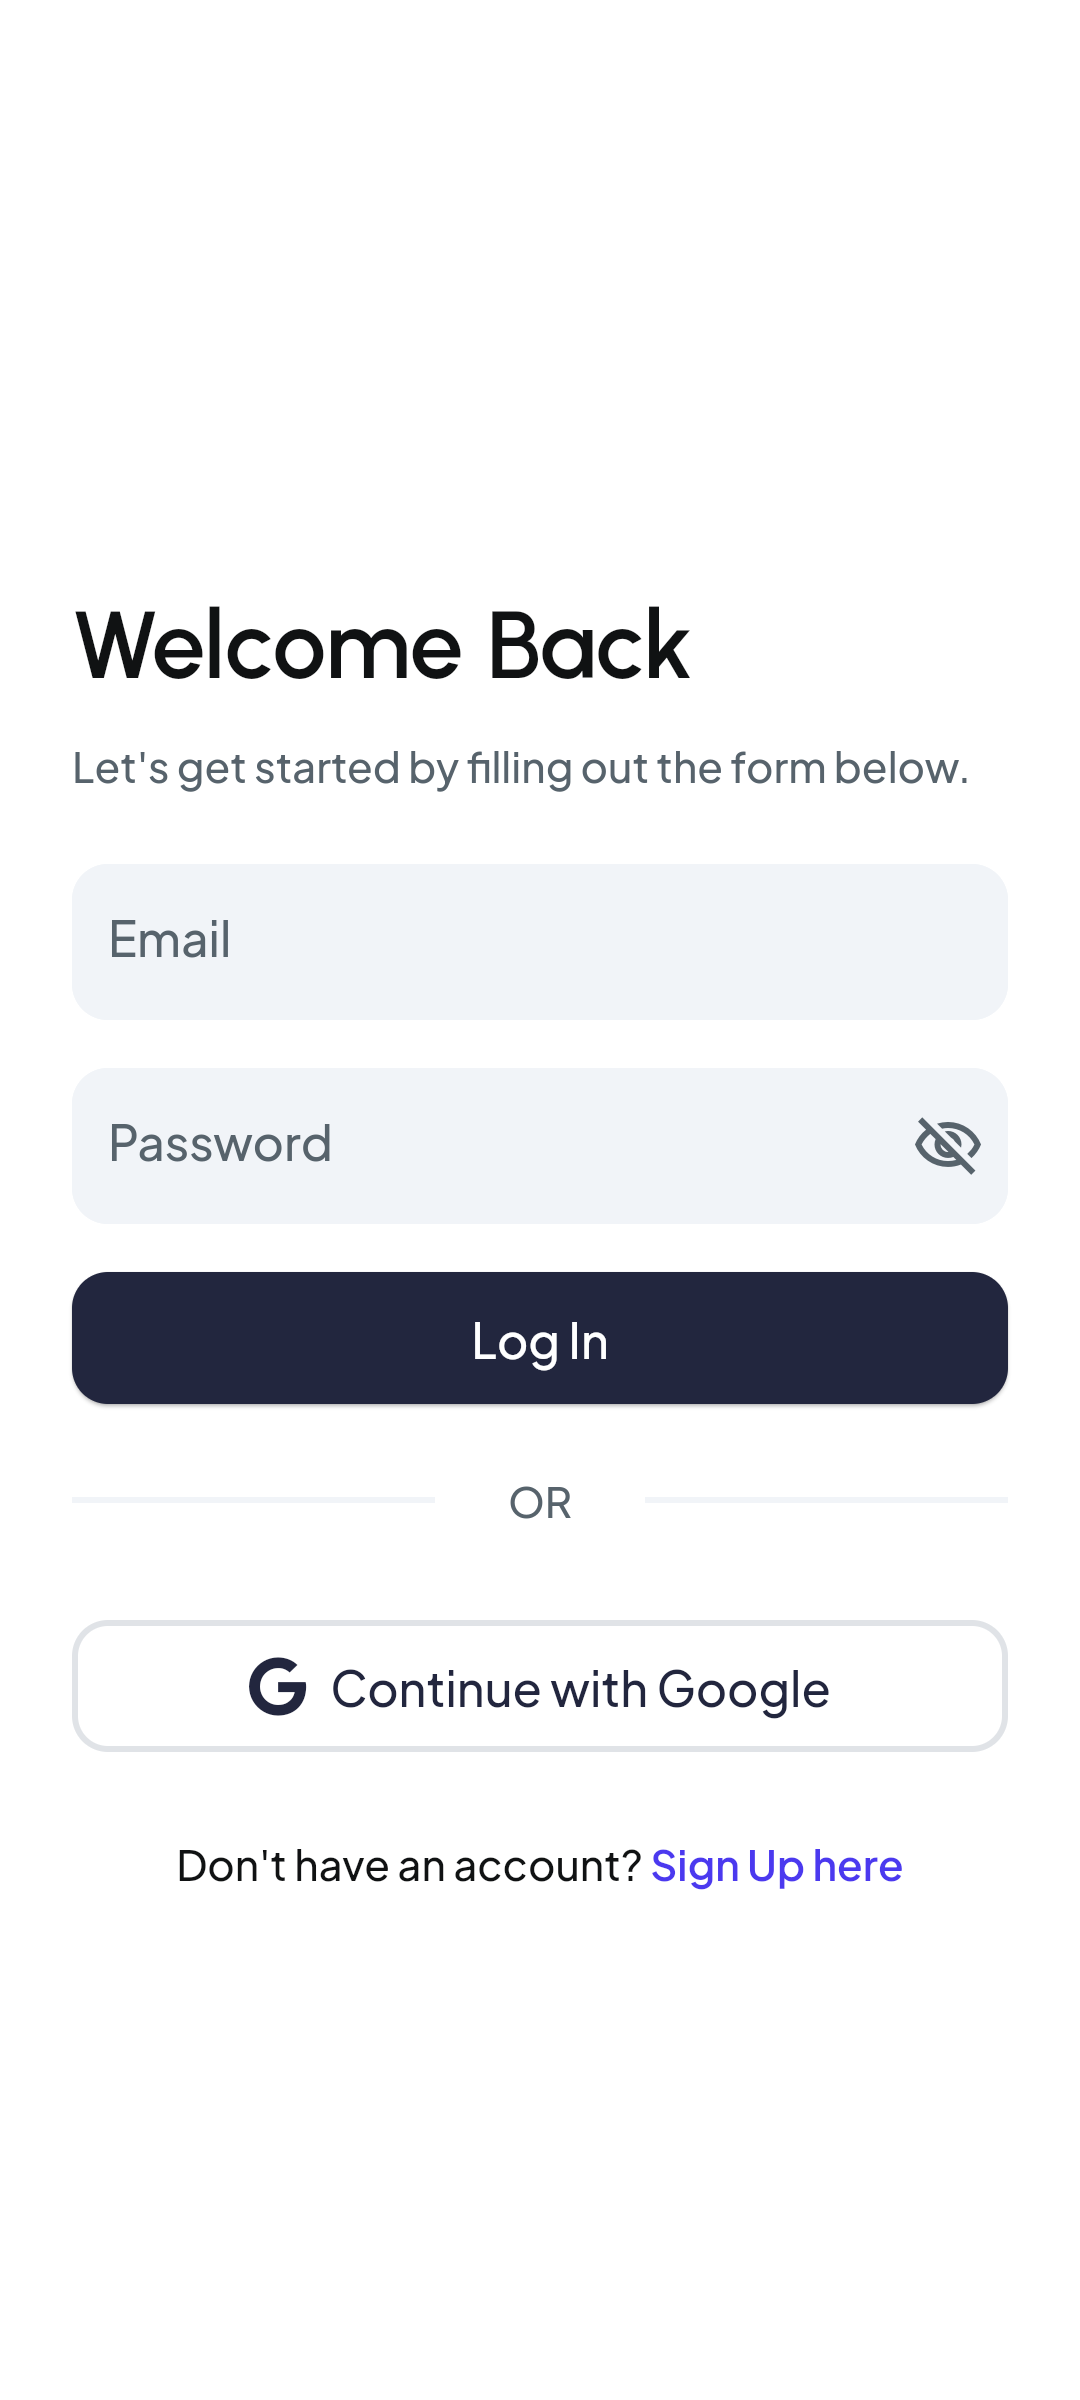 Welcome Back
Let's get started by filling out the form below.
Email
Password
Log In
OR
Continue with Google
Don't have an account? Sign Up here